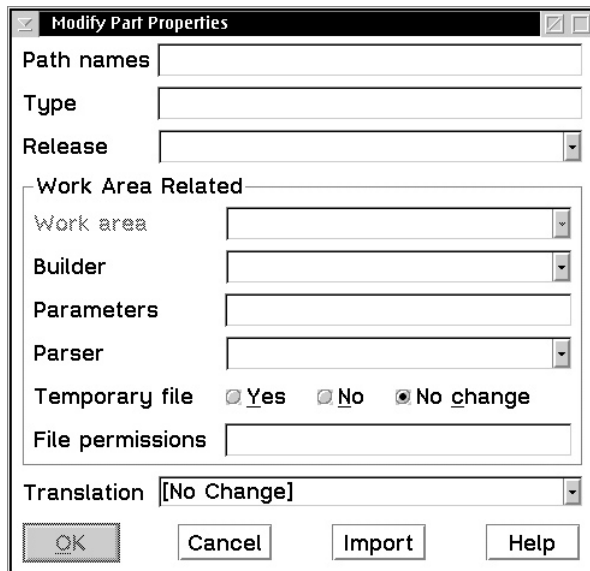 Modify Part Properties
Path names
Type
Release
Work Area Related
Work area
Builder
Parameters
Parser
Temporary file Yes No No change
File permissions
Translation [No Change]
OK Cancel Import Help